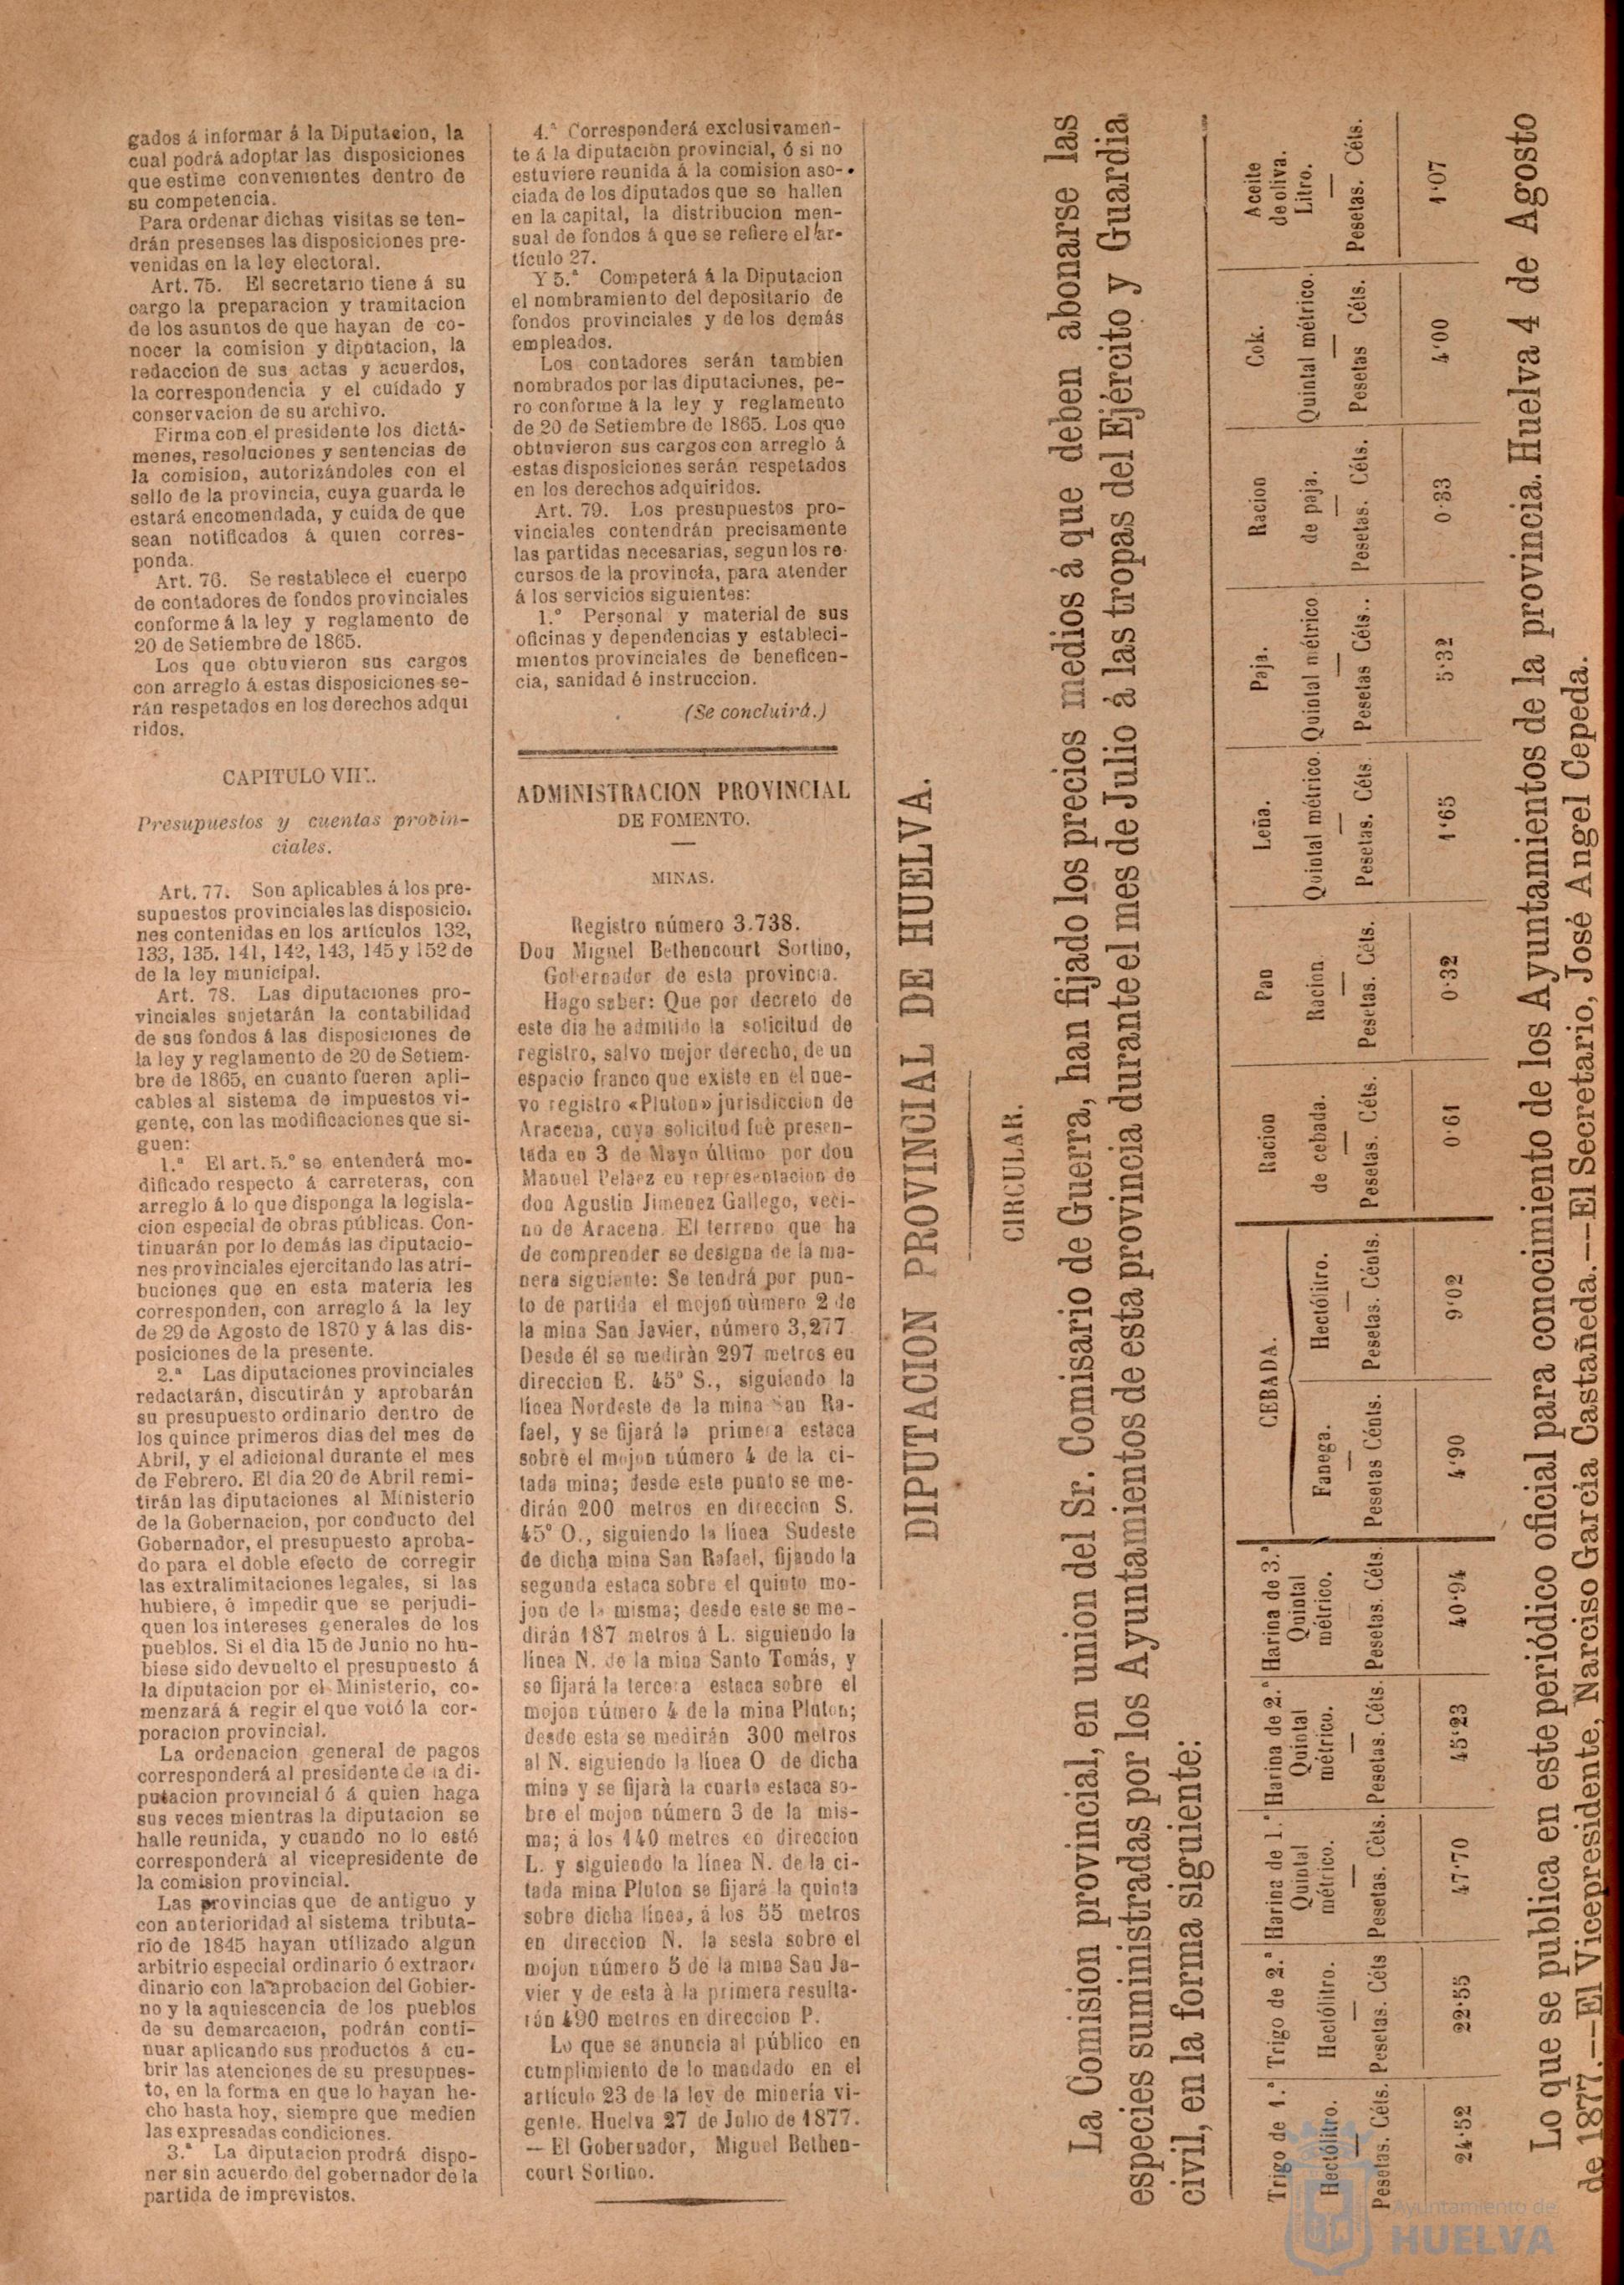 gados á informar á la Diputacion, la
cual podrá adoptar las disposiciones
que estime convenientes dentro de
su competencia.
Para ordenar dichas visitas se ten-
drán presenses las disposiciones pre-
venidas en la ley electoral.
Art. 75. El secretario tiene á su
cargo la preparacion y tramitacion
de los asuntos de que hayan de co-
nocer la comision y dipatacion, la
redaccion de sus actas y acuerdos,
la correspondencia y el cuidado y
conservacion de su archivo.
Firma con el presidente los dictá-
menes, resoluciones y sentencias de
la comision, autorizándoles con el
sello de la provincia, cuya guarda le
estará encomendada, y cuida de que
sean notificados á quien corres-
ponda.
Art. 76. Se restablece el cuerpo
de contadores de fondos provinciales
conforme á la ley y reglamento de
20 de Setiembre de 1865.
Los que obtuvieron sus cargos
con arreglo á estas disposiciones se-
rán respetados en los derechos adqui
ridos.
CAPITULO VIII.
Presupuestos y cuentas provin-
ciales.
Art. 77. Son aplicables á los pre-
supuestos provinciales las disposicio.
nes contenidas en los artículos 132,
133, 135. 141, 142, 143, 145 y 152 de
de la ley municipal.
Art. 78. Las diputaciones pro-
vinciales sujetarán la contabilidad
de sus fondos á las disposiciones de
la ley y reglamento de 20 de Setiem-
bre de 1865, en cuanto fueren apli-
cables al sistema de impuestos vi-
gente, con las modificaciones que si-
guen:
1.ª El art. 5.º se entenderá mo-
dificado respecto á carreteras, con
arreglo á lo que disponga la legisla-
cion especial de obras públicas. Con-
tinuarán por lo demás las diputacio-
nes provinciales ejercitando las atri-
buciones que en esta materia les
corresponden, con arreglo á la ley
de 29 de Agosto de 1870 y á las dis-
posiciones de la presente.
2.ª Las diputaciones provinciales
redactarán, discutirán y aprobarán
su presupuesto ordinario dentro de
los quince primeros dias del mes de
Abril, y el adicional durante el mes
de Febrero. El dia 20 de Abril remi-
tirán las diputaciones al Ministerio
de la Gobernacion, por conducto del
Gobernador, el presupuesto aproba-
do para el doble efecto de corregir
las extralimitaciones legales, si las
hubiere, ó impedir que se perjudi-
quen los intereses generales de los
pueblos. Si el dia 15 de Junio no hu-
biese sido devuelto el presupuesto á
la diputacion por el Ministerio, co-
menzará á regir el que votó la cor-
poracion provincial.
La ordenacion general de pagos
corresponderá al presidente de la di-
putacion provincial ó á quien haga
sus veces mientras la diputacion se
halle reunida, y cuando no lo esté
corresponderá al vicepresidente de
la comision provincial.
Las provincias que de antiguo y
con anterioridad al sistema tributa-
rio de 1845 hayan utilizado algun
arbitrio especial ordinario ó extraor.
dinario con la aprobacion del Gobier-
no y la aquiescencia de los pueblos
de su demarcacion, podrán conti-
nuar aplicando sus productos á cu-
brir las atenciones de su presupues-
to, en la forma en que lo hayan he-
cho hasta hoy, siempre que medien
las expresadas condiciones.
3.ª La diputacion prodrá dispo-
ner sin acuerdo del gobernador de la
partida de imprevistos.
4.ª Corresponderá exclusivamen-
te á la diputacion provincial, ó si no
estuviere reunida á la comision aso-
ciada de los diputados que se hallen
en la capital, la distribucion men-
sual de fondos á que se refiere el ar-
tículo 27.
Y 5.ª Competerá á la Diputacion
el nombramiento del depositario de
fondos provinciales y de los demás
empleados.
Los contadores serán tambien
nombrados por las diputaciones, pe-
ro conforme à la ley y reglamento
de 20 de Setiembre de 1865. Los que
obtuvieron sus cargos con arreglo á
estas disposiciones serán respetados
en los derechos adquiridos.
Art. 79. Los presupuestos pro-
vinciales contendrán precisamente
las partidas necesarias, segun los re-
cursos de la provincia, para atender
á los servicios siguientes:
1.º Personal y material de sus
oficinas y dependencias y estableci-
mientos provinciales de beneficen-
cia, sanidad é instruccion.
(Se concluirá.)
ADMINISTRACION PROVINCIAL
DE FOMENTO.
MINAS.
Registro número 3.738.
Don Miguel Bethencourt Sortino,
Gobernador de esta provincia.
Hago saber: Que por decreto de
este dia he admitido la solicitud de
registro, salvo mejor derecho, de un
espacio franco que existe en el nue-
vo registro «Pluton» jurisdiccion de
Aracena, cuya solicitud fué presen-
tada en 3 de Mayo último por don
Manuel Pelaez en representacion de
don Agustin Jimenez Gallego, veci-
no de Aracena. El terreno que ha
de comprender se designa de la ma-
nera siguiente: Se tendrá por pun-
to de partida el mojon número 2 de
la mina San Javier, número 3,277.
Desde él se mediràn 297 metros en
direccion E. 45º S., siguiendo la
línea Nordeste de la mina San Ra-
fael, y se fijará la primera estaca
sobre el mojon número 4 de la ci-
tada mina; desde este punto se me-
dirán 200 metros en direccion S.
45º O., siguiendo la línea Sudeste
de dicha mina San Rafael, fijando la
segunda estaca sobre el quinto mo-
jon de la misma; desde este se me-
dirán 187 metros á L. siguiendo la
línea N. de la mina Santo Tomás, y
se fijará la tercera estaca sobre el
mojon número 4 de la mina Pluton;
desde esta se medirán 300 metros
al N. siguiendo la línea O de dicha
mina y se fijarà la cuarta estaca so-
bre el mojon número 3 de la mis-
ma; á los 140 metros en direccion
L. y siguiendo la línea N. de la ci-
tada mina Pluton se fijará la quinta
sobre dicha línea, á los 55 metros
en direccion N. la sesta sobre el
mojon número 5 de la mina San Ja-
vier y de esta à la primera resulta-
rán 490 metros en direccion P.
Lo que se anuncia al público en
cumplimiento de lo mandado en el
artículo 23 de la ley de minería vi-
gente. Huelva 27 de Julio de 1877.
— El Gobernador, Miguel Bethen-
court Sortino.
DIPUTACION PROVINCIAL DE HUELVA.
CIRCULAR.
La Comision provincial, en union del Sr. Comisario de Guerra, han fijado los precios medios á que deben abonarse las
especies suministradas por los Ayuntamientos de esta provincia durante el mes de Julio á las tropas del Ejército y Guardia
civil, en la forma siguiente:
Trigo de 1.ª Hectólitro. Pesetas. Céts. 24·52
Trigo de 2.ª Hectólitro. Pesetas. Céts 22·55
Harina de 1.ª Quintal métrico. Pesetas. Céts. 47·70
Harina de 2.ª Quintal métrico. Pesetas. Céts. 45·23
Harina de 3.ª Quintal métrico. Pesetas. Céts. 40·94
CEBADA.
Fanega. Pesetas Cénts. 4'90
Hectólitro. Pesetas. Cénts. 9'02
Racion de cebada. Pesetas. Céts. 0·61
Pan Racion. Pesetas. Céts. 0·32
Leña. Quintal métrico. Pesetas. Céts. 1'65
Paja. Quintal métrico Pesetas Céts.. 5·32
Racion de paja. Pesetas. Céts. 0·33
Cok. Quintal métrico. Pesetas Céts. 4'00
Aceite de oliva. Litro. Pesetas. Céts. 1'07
Lo que se publica en este periódico oficial para conocimiento de los Ayuntamientos de la provincia. Huelva 4 de Agosto
de 1877.—El Vicepresidente, Narciso García Castañeda.—El Secretario, José Angel Cepeda.
Ayuntamiento de
HUELVA